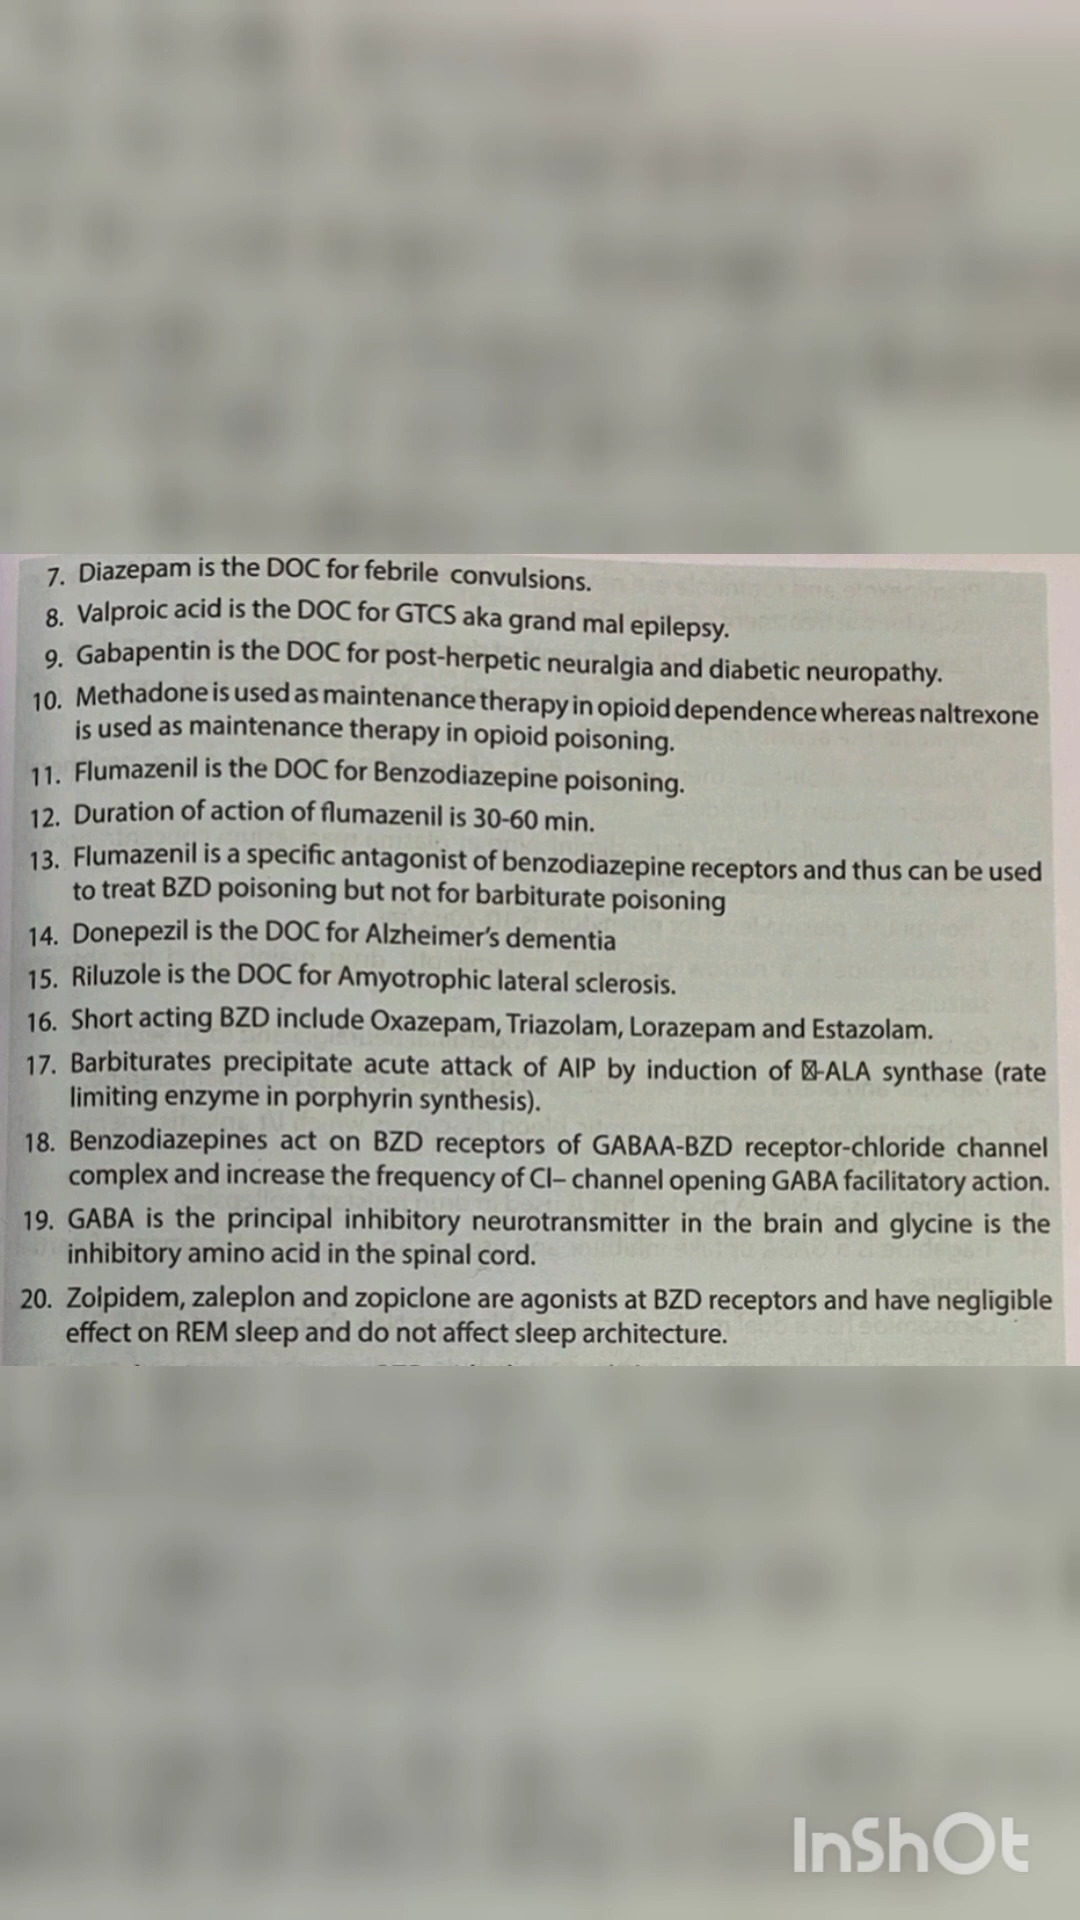 7. Diazepam is the DOC for febrile convulsions.
8. Valproic acid is the DOC for GTCS aka grand mal epilepsy.
9. Gabapentin is the DOC for post-herpetic neuralgia and diabetic neuropathy.
10. Methadone is used as maintenance therapy in opioid dependence whereas naltrexone
is used as maintenance therapy in opioid poisoning.
11. Flumazenil is the DOC for Benzodiazepine poisoning.
12. Duration of action of flumazenil is 30-60 min.
13. Flumazenil is a specific antagonist of benzodiazepine receptors and thus can be used
to treat BZD poisoning but not for barbiturate poisoning
14. Donepezil is the DOC for Alzheimer's dementia
15. Riluzole is the DOC for Amyotrophic lateral sclerosis.
16. Short acting BZD include Oxazepam, Triazolam, Lorazepam and Estazolam.
17. Barbiturates precipitate acute attack of AIP by induction of ☒-ALA synthase (rate
limiting enzyme in porphyrin synthesis).
18. Benzodiazepines act on BZD receptors of GABAA-BZD receptor-chloride channel
complex and increase the frequency of Cl– channel opening GABA facilitatory action.
19. GABA is the principal inhibitory neurotransmitter in the brain and glycine is the
inhibitory amino acid in the spinal cord.
20. Zolpidem, zaleplon and zopiclone are agonists at BZD receptors and have negligible
effect on REM sleep and do not affect sleep architecture.
InShOt